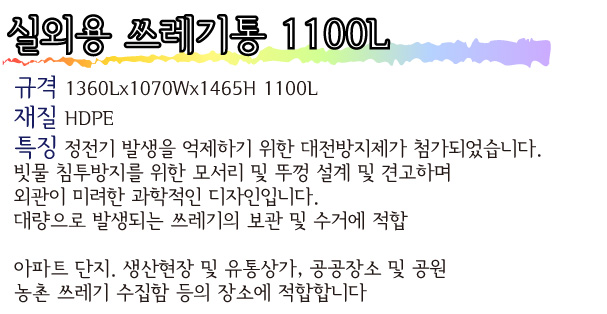 실외용 쓰레기통 1100L
규격 1360Lx1070Wx1465H 1100L
재질 HDPE
특징 정전기 발생을 억제하기 위한 대전방지제가 첨가되었습니다.
빗물 침투방지를 위한 모서리 및 뚜껑 설계 및 견고하며
외관이 미려한 과학적인 디자인입니다.
대량으로 발생되는 쓰레기의 보관 및 수거에 적합
아파트 단지. 생산현장 및 유통상가, 공공장소 및 공원
농촌 쓰레기 수집함 등의 장소에 적합합니다